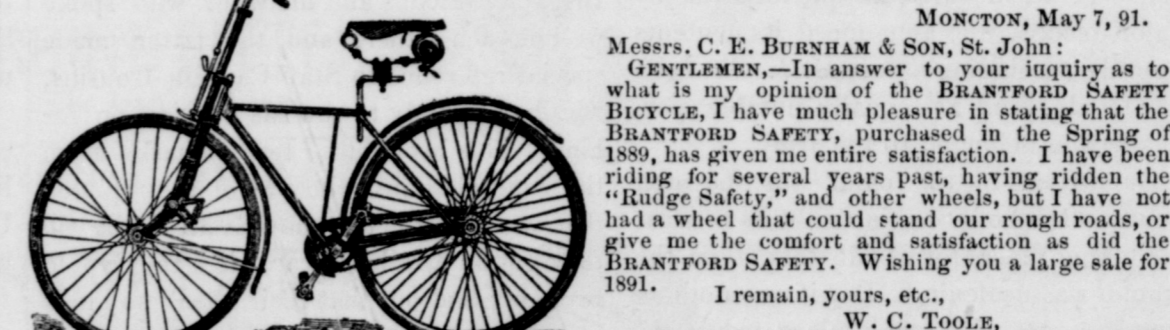 MONCTON, May 7, 91.
Messrs. C. E. BURNHAM & SON, St. John:
GENTLEMEN,—In answer to your inquiry as to
what is my opinion of the BRANTFORD SAFETY
BICYCLE, I have much pleasure in stating that the
BRANTFORD SAFETY, purchased in the Spring of
1889, has given me entire satisfaction. I have been
riding for several years past, having ridden the
"Rudge Safety," and other wheels, but I have not
had a wheel that could stand our rough roads, or
give me the comfort and satisfaction as did the
BRANTFORD SAFETY. Wishing you a large sale for
1891.
I remain, yours, etc.,
W. C. TOOLE,